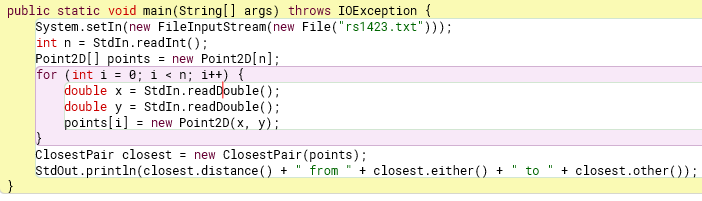 public static void main(String[] args) throws IOException {
System.setIn(new FileInputStream(new File("rs1423.txt")));
int n = StdIn.readInt();
Point2D[] points = new Point2D[n];
for (int i = 0; i < n; i++) {
double x = StdIn.readDouble();
double y = StdIn.readDouble();
points[i] = new Point2D(x, y);
}
ClosestPair closest = new ClosestPair(points);
StdOut.println(closest.distance() + " from " + closest.either() + " to " + closest.other());
}